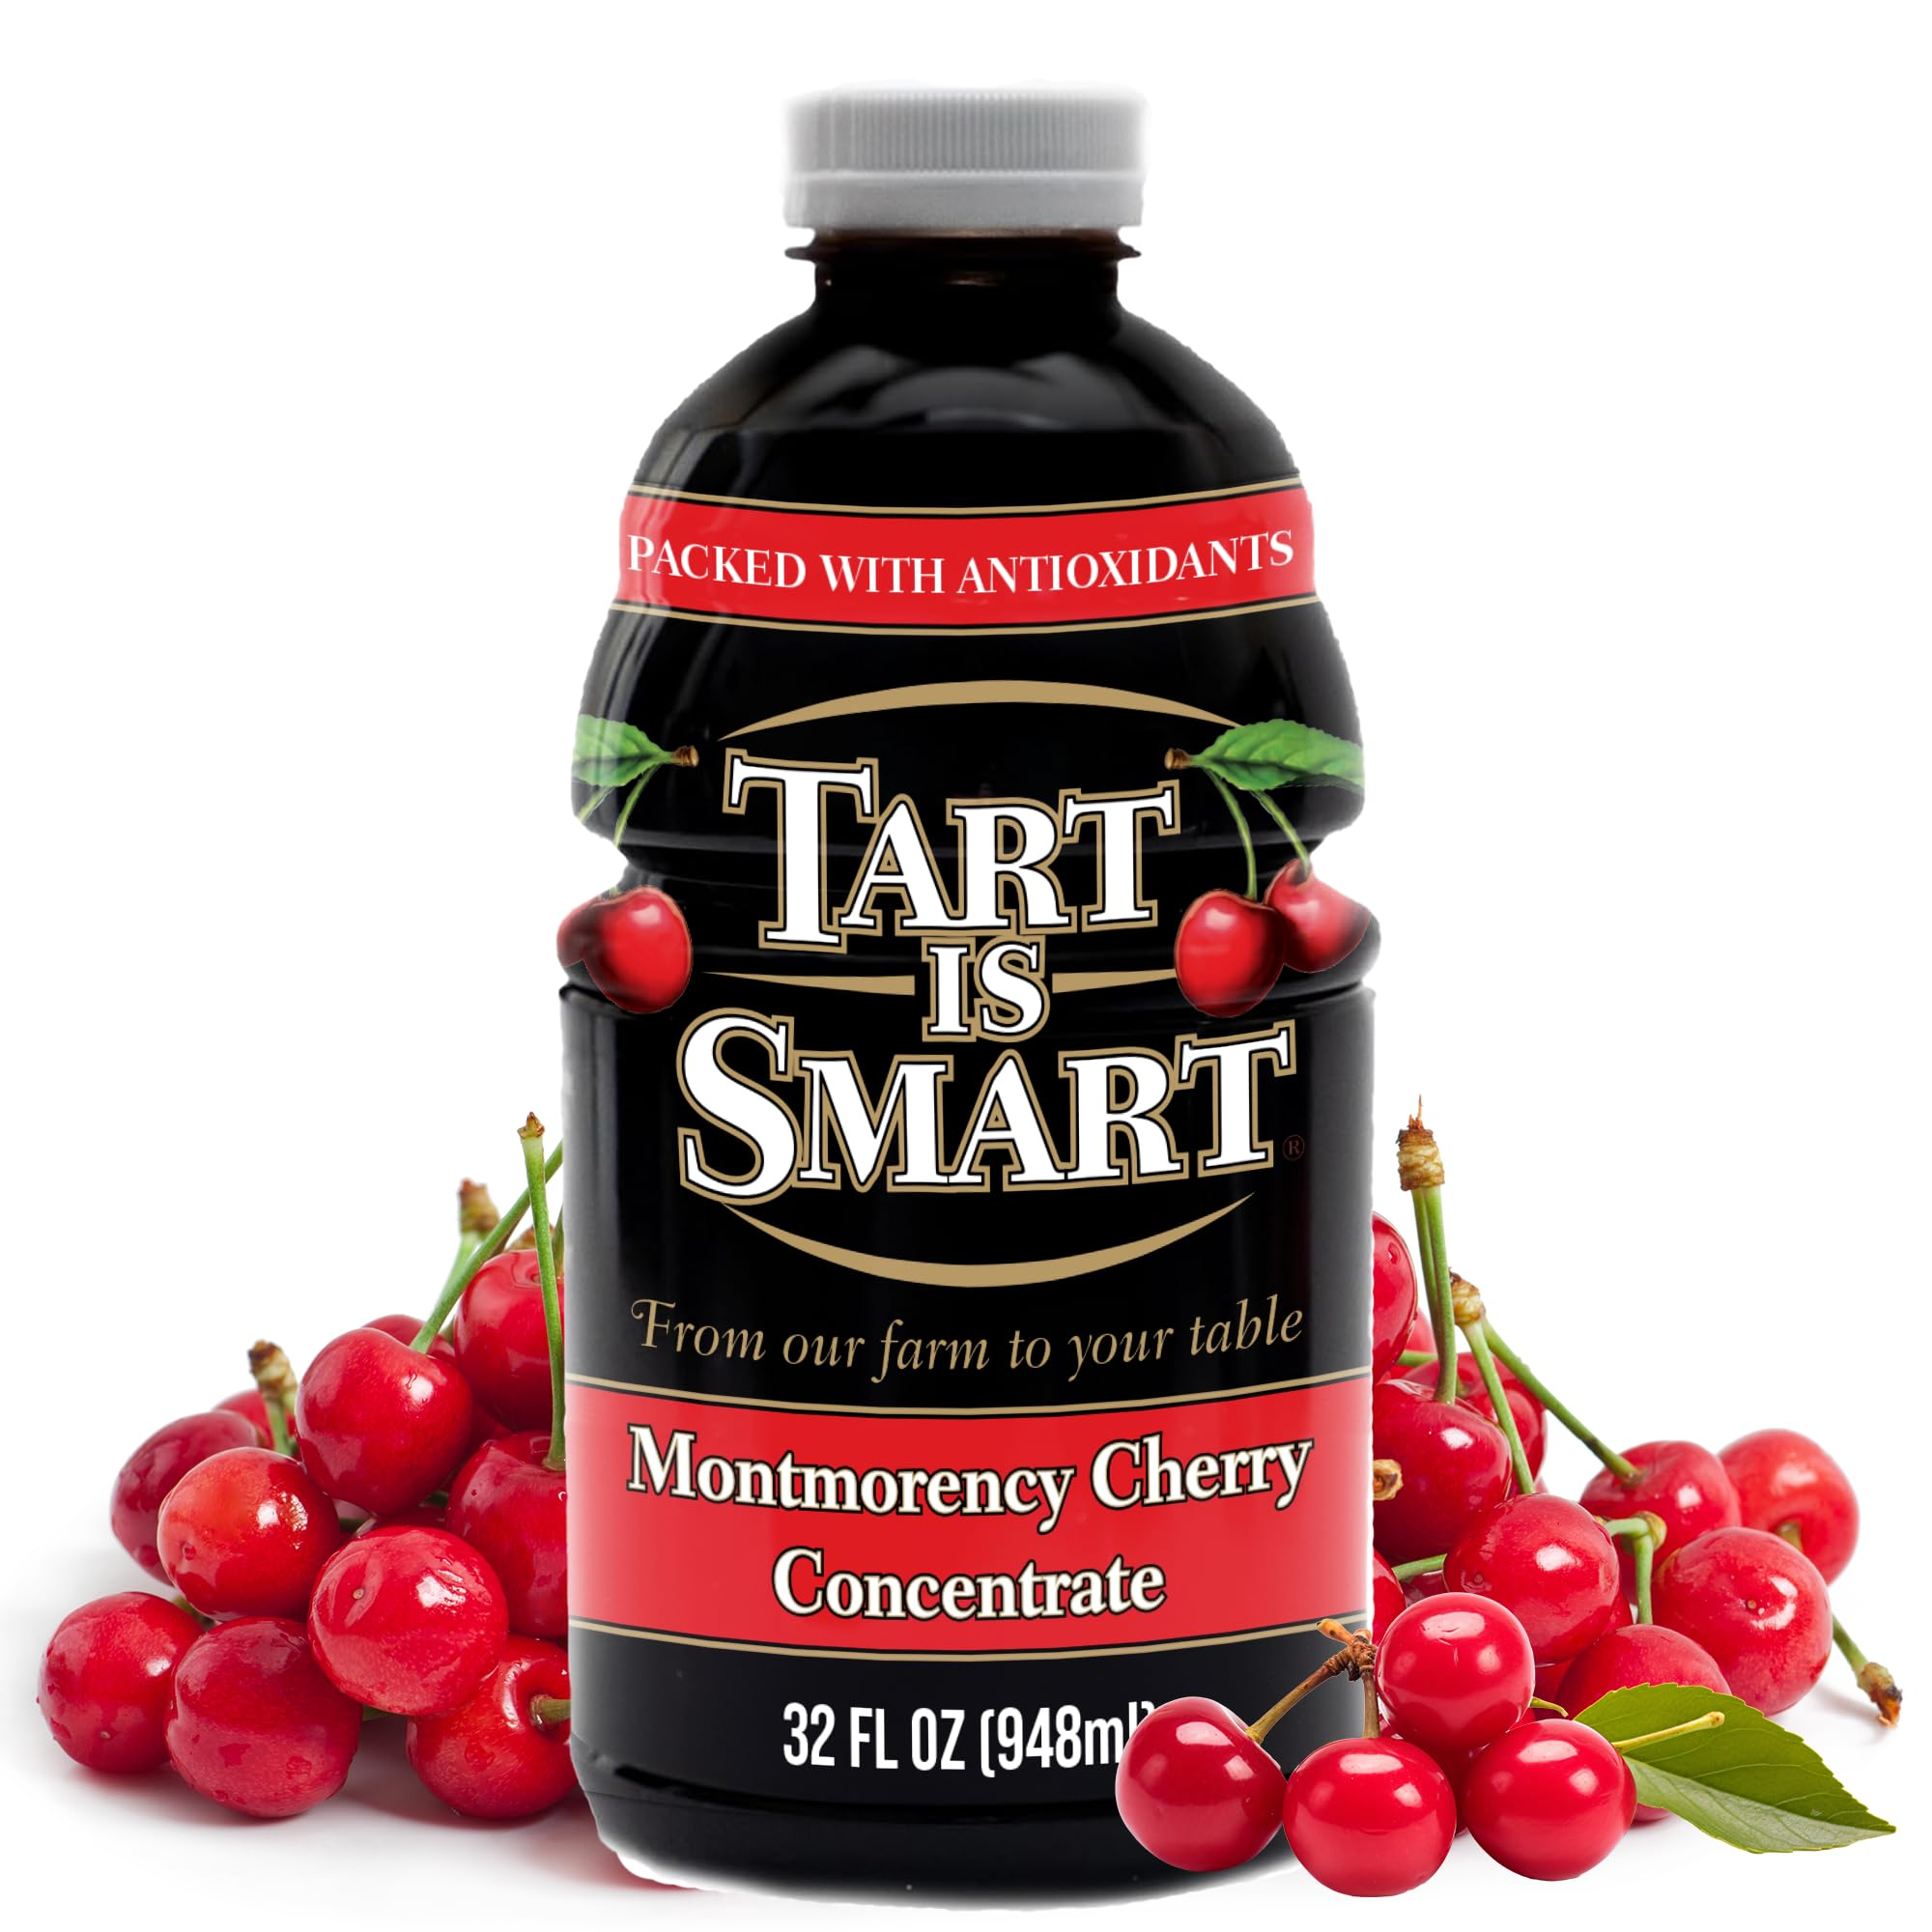 PACKED WITH ANTIOXIDANTS
TART
IS
SMART®
From our farm to your table
Montmorency Cherry
Concentrate
32 FL OZ (948ml)